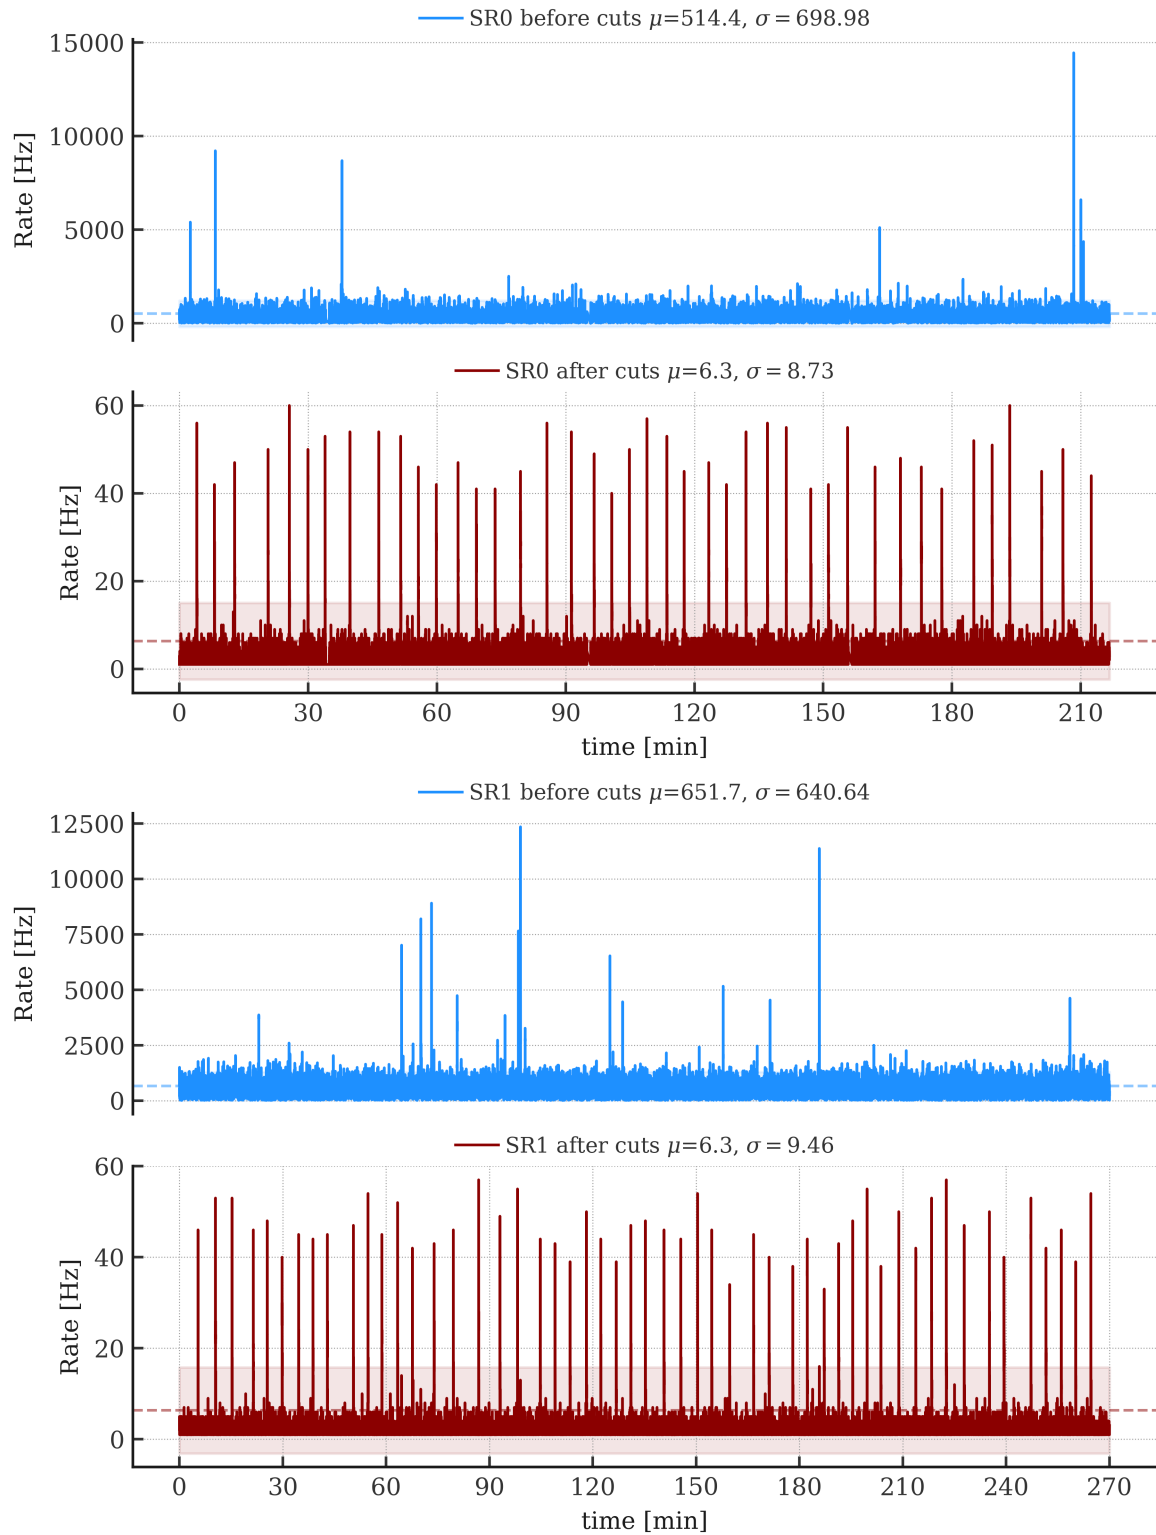 SR0 before cuts μ=514.4, σ = 698.98
15000
10000
5000
0
Rate [Hz]
SR0 after cuts μ=6.3, σ = 8.73
60
40
20
0
Rate [Hz]
0 30 60 90 120 150 180 210
time [min]
SR1 before cuts μ=651.7, σ = 640.64
12500
10000
7500
5000
2500
0
Rate [Hz]
SR1 after cuts μ=6.3, σ = 9.46
60
40
20
0
Rate [Hz]
0 30 60 90 120 150 180 210 240 270
time [min]